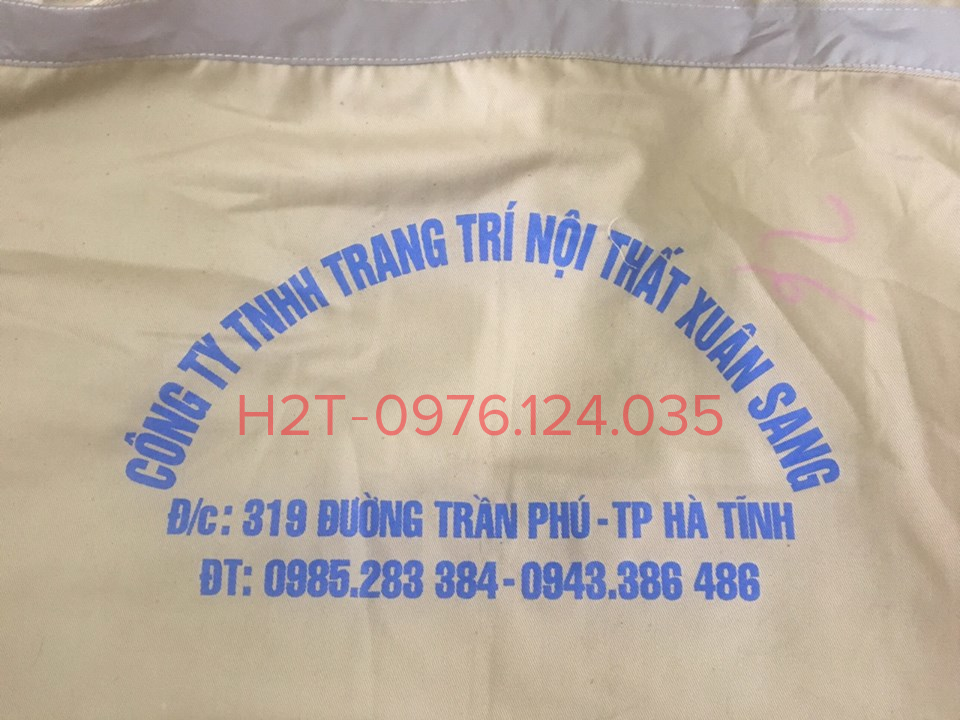 CÔNG TY TNHH TRANG TRÍ NỘI THẤT XUÂN SANG
26
H2T-0976.124.035
Đ/c: 319 ĐƯỜNG TRẦN PHÚ - TP HÀ TĨNH
ĐT: 0985.283 384 - 0943.386 486